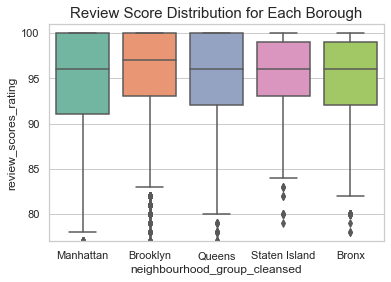 Review Score Distribution for Each Borough
review_scores_rating
100
95
90
85
80
Manhattan Brooklyn Queens Staten Island Bronx
neighbourhood_group_cleansed